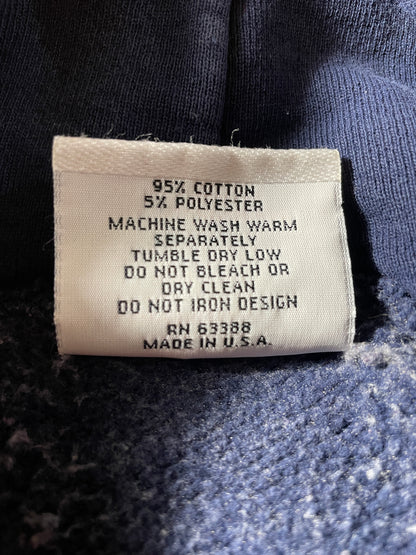 95% COTTON
5% POLYESTER
MACHINE WASH WARM
SEPARATELY
TUMBLE DRY LOW
DO NOT BLEACH OR
DRY CLEAN
DO NOT IRON DESIGN
RN 63388
MADE IN U.S.A.